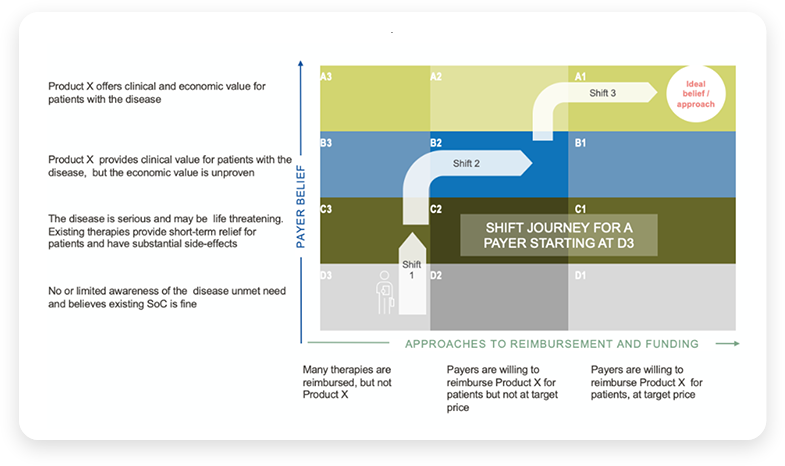 Product X offers clinical and economic value for
patients with the disease
Product X provides clinical value for patients with the
disease, but the economic value is unproven
The disease is serious and may be life threatening.
Existing therapies provide short-term relief for
patients and have substantial side-effects
No or limited awareness of the disease unmet need
and believes existing SoC is fine
PAYER BELIEF
A3
A2
A1
Shift 3
Ideal
belief /
approach
B3
B2
B1
Shift 2
C3
C2
C1
SHIFT JOURNEY FOR A
PAYER STARTING AT D3
D3
Shift
1
D2
D1
APPROACHES TO REIMBURSEMENT AND FUNDING
Many therapies are
reimbursed, but not
Product X
Payers are willing to
reimburse Product X for
patients but not at target
price
Payers are willing to
reimburse Product X for
patients, at target price